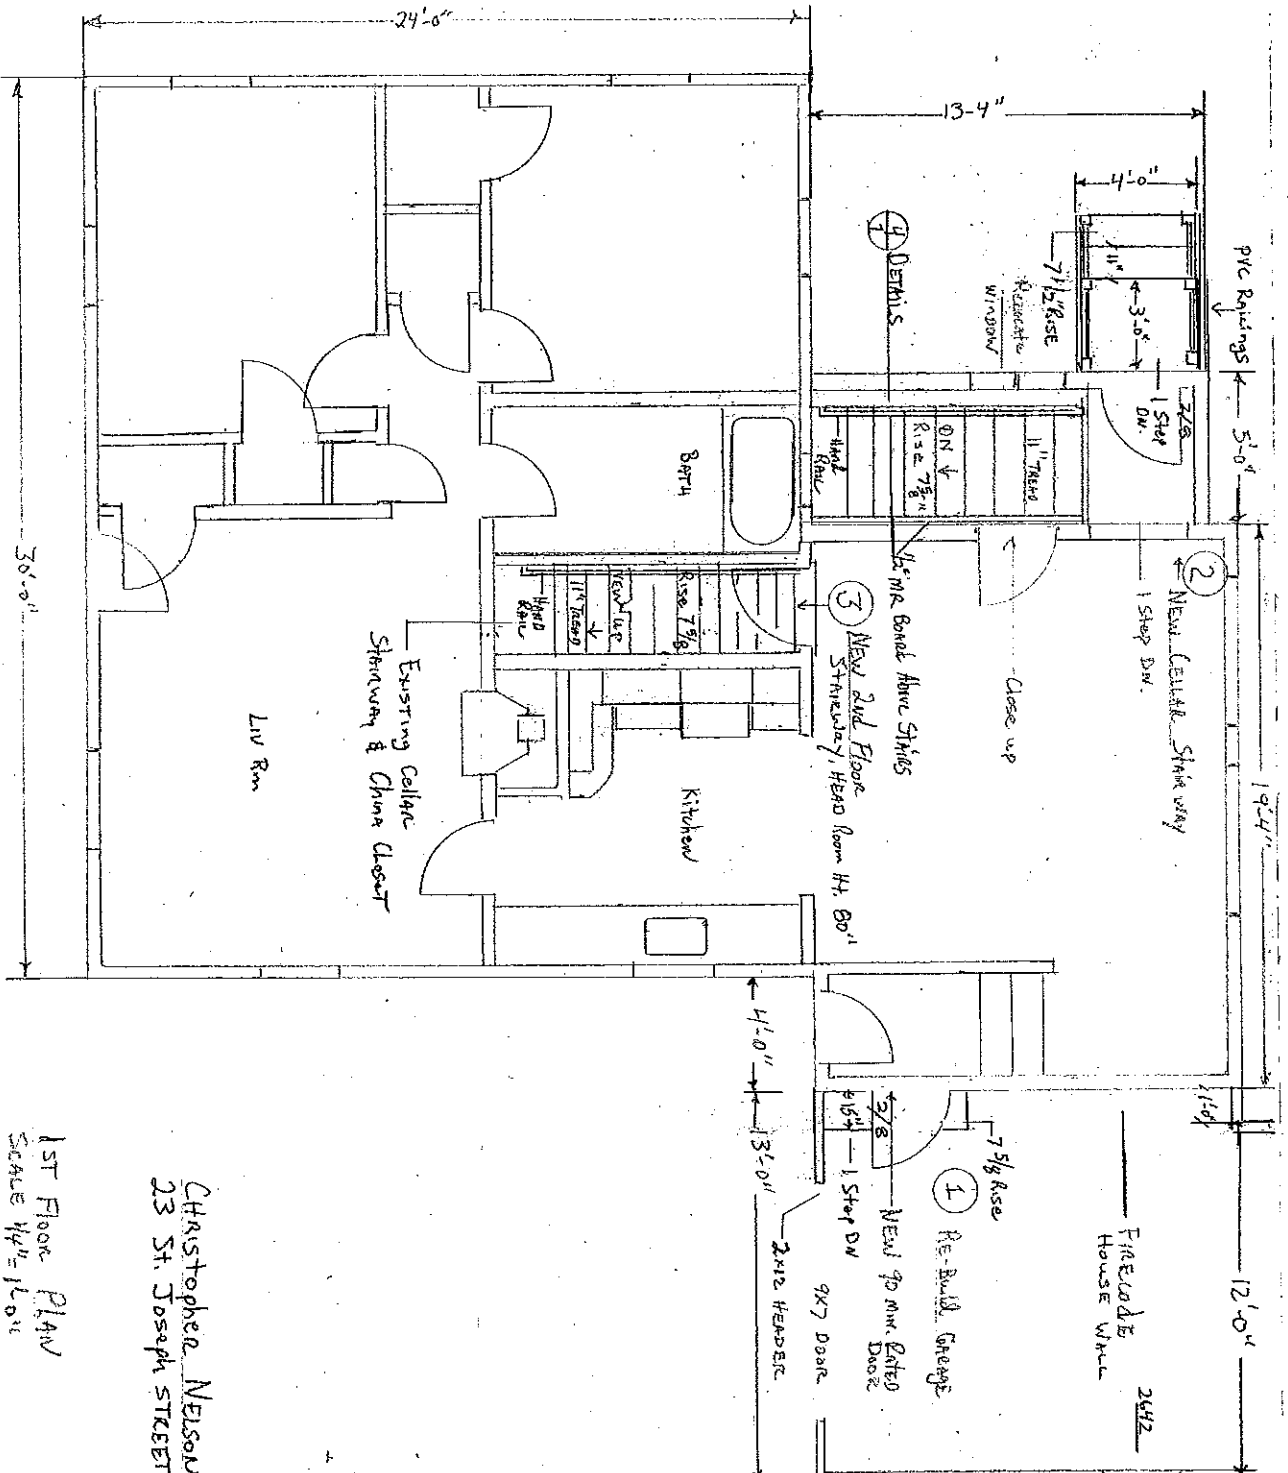 24'-0"
13'-4"
4'-0"
PVC Railings
11"
3'-0"
7 1/2" Rise
Relocate
Window
4/1 DETAILS
2/8
1 Step
DN.
5'-0"
11" TREAD
DN
Rise 7 5/8"
Hand
RAIL
BATH
1/2" MR Board Above STAIRS
2 NEW CELLAR STAIRWAY
1 Step DN.
Close up
19'-4"
3 NEW 2nd FLOOR
STAIRWAY, HEAD Room Ht. 80"
Rise 7 5/8
NEW UP
11" TREAD
HAND
RAIL
EXISTING Cellar
STAIRWAY & China Closet
Liv Rm
Kitchen
30'-0"
4'-0"
13'-0"
1'-0"
12'-0"
7 5/8 Rise
2/8
1 Step DN
NEW 90 MIN. RATED
DOOR
1 RE-Build GARAGE
FIRECODE
HOUSE WALL
2642
9X7 DOOR
2X12 HEADER
CHRISTOPHER NELSON
23 St. Joseph STREET
1ST Floor PLAN
SCALE 1/4"=1'-0"